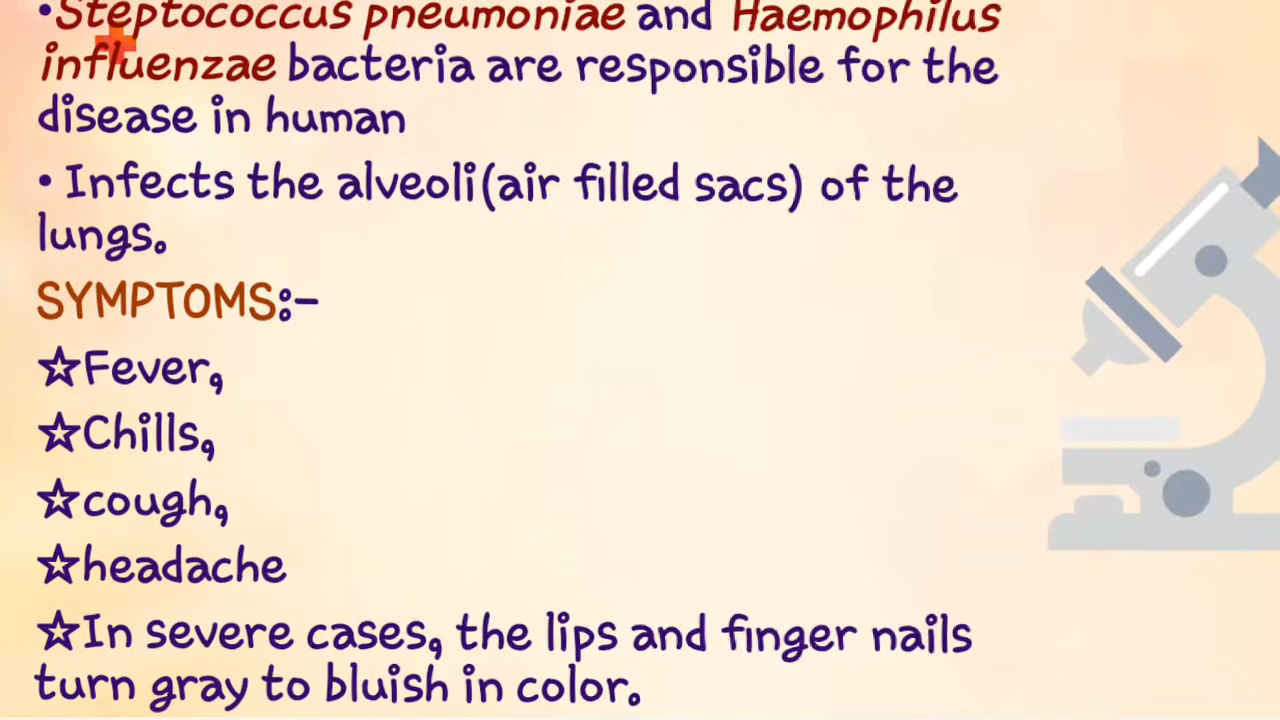 •Steptococcus pneumoniae and Haemophilus
influenzae bacteria are responsible for the
disease in human
• Infects the alveoli(air filled sacs) of the
lungs.
SYMPTOMS:-
☆Fever,
☆Chills,
☆cough,
☆headache
☆In severe cases, the lips and finger nails
turn gray to bluish in color.